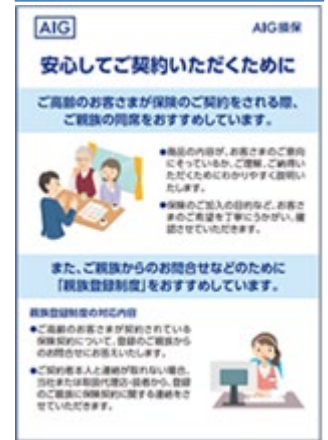 AIG
AIG損保
安心してご契約いただくために
ご高齢のお客さまが保険のご契約をされる際、
ご親族の同席をおすすめしています。
●商品の内容が、お客さまのご意向
にそっているか、ご理解、ご納得い
ただくためにわかりやすく説明い
たします。
●保険のご加入の目的など、お客さ
まのご希望を丁寧にうかがい、確
認させていただきます。
また、ご親族からのお問合せなどのために
「親族登録制度」をおすすめしています。
親族登録制度の対応内容
●ご高齢のお客さまが契約されている
保険契約について、登録のご親族から
のお問合せにお答えいたします。
●ご契約者本人と連絡が取れない場合、
当社または取扱代理店・扱者から、登録
のご親族に保険契約に関する連絡をさ
せていただきます。